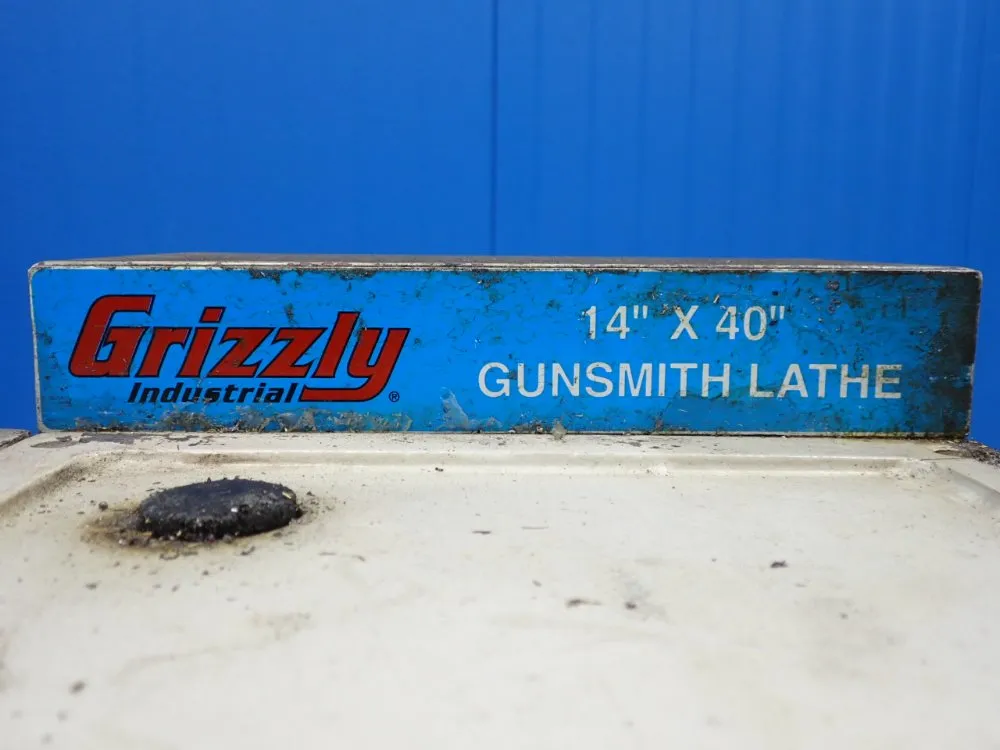 Grizzly
Industrial®
14" X 40"
GUNSMITH LATHE